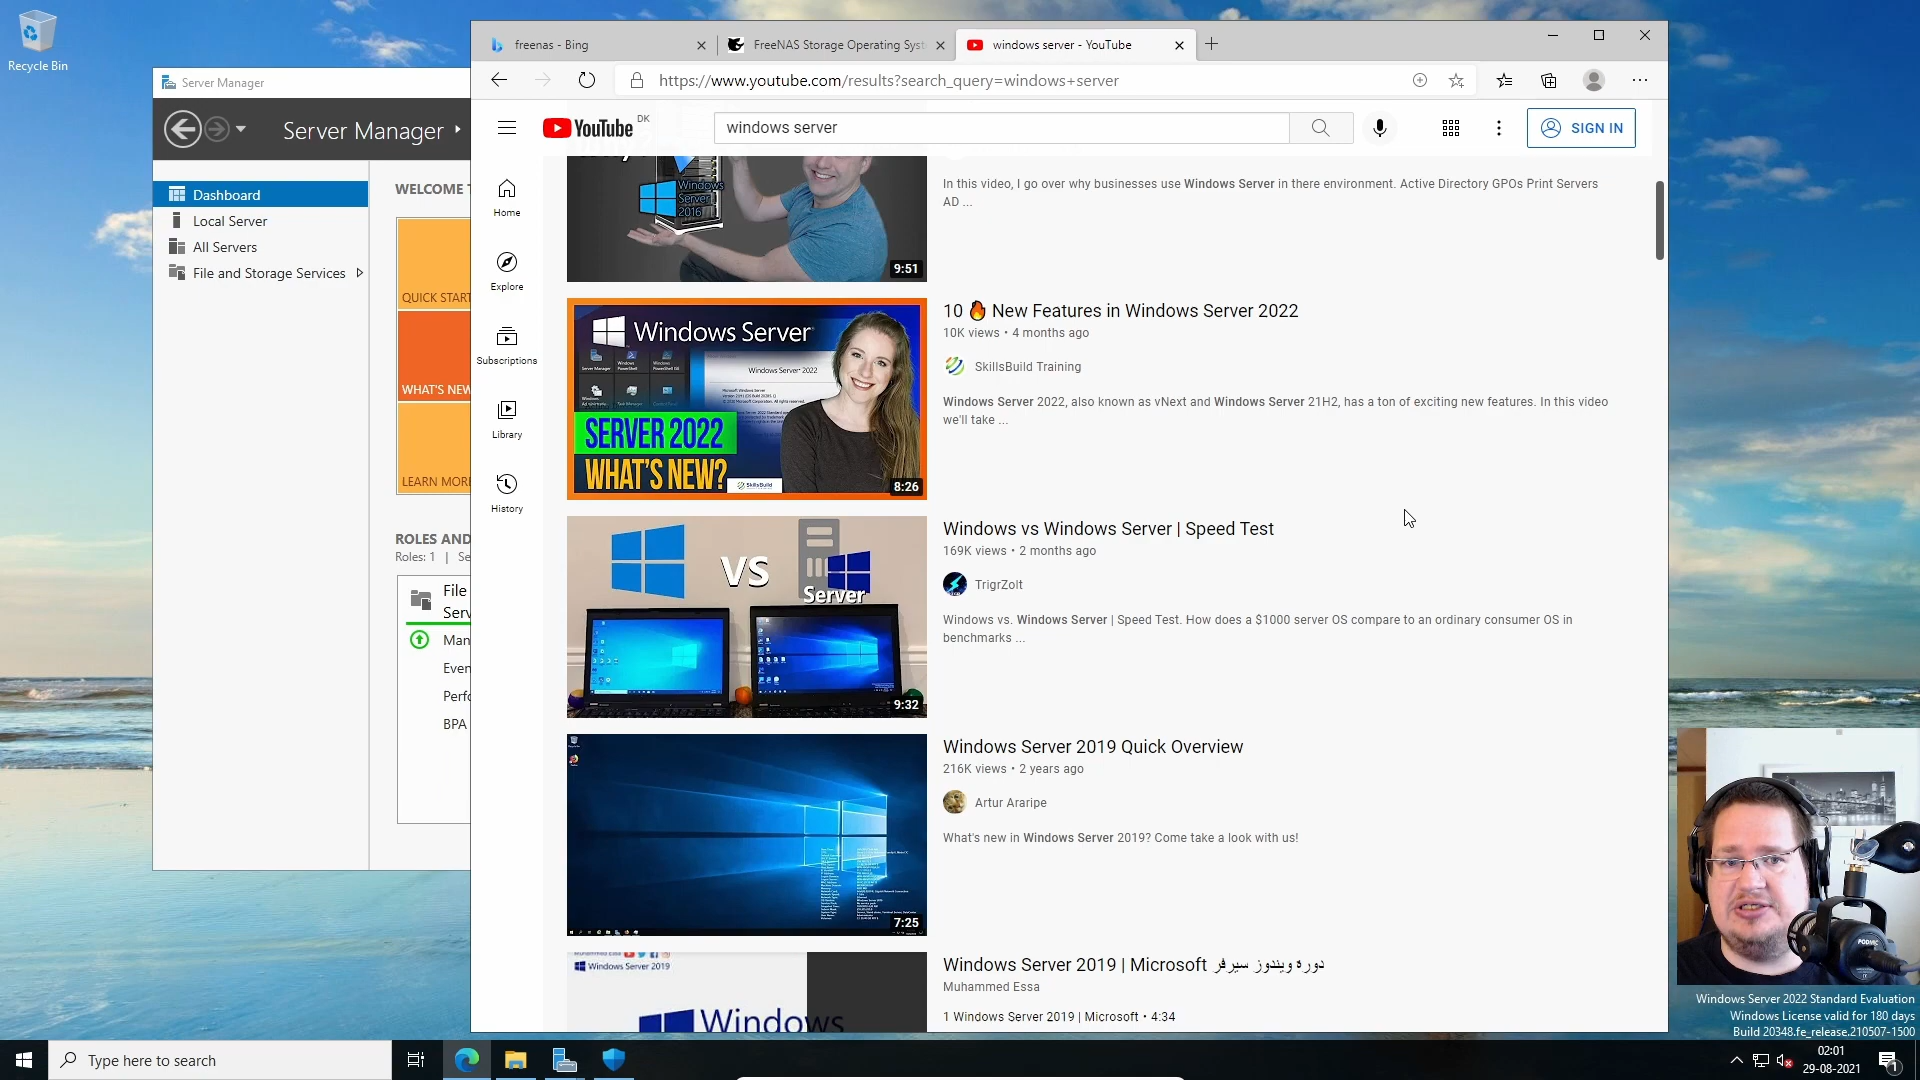 Recycle Bin
Server Manager
Server Manager
Dashboard
Local Server
All Servers
File and Storage Services
WELCOME T
QUICK START
WHAT'S NEW
LEARN MORE
ROLES AND
Roles: 1 | Se
File
Serv
Man
Even
Perfo
BPA
freenas - Bing
FreeNAS Storage Operating Syst
windows server - YouTube
https://www.youtube.com/results?search_query=windows+server
YouTube DK
windows server
SIGN IN
Home
Explore
Subscriptions
Library
History
Windows
Server
2016
9:51
In this video, I go over why businesses use Windows Server in there environment. Active Directory GPOs Print Servers
AD ...
Windows Server
Windows Server 2022
SERVER 2022
WHAT'S NEW?
SkillsBuild
8:26
10 🔥 New Features in Windows Server 2022
10K views • 4 months ago
SkillsBuild Training
Windows Server 2022, also known as vNext and Windows Server 21H2, has a ton of exciting new features. In this video
we'll take ...
VS
Server
9:32
Windows vs Windows Server | Speed Test
169K views • 2 months ago
TrigrZolt
Windows vs. Windows Server | Speed Test. How does a $1000 server OS compare to an ordinary consumer OS in
benchmarks ...
7:25
Windows Server 2019 Quick Overview
216K views • 2 years ago
Artur Araripe
What's new in Windows Server 2019? Come take a look with us!
Muhammed Essa
Windows Server 2019
Windows
Windows Server 2019 | Microsoft دورة ويندوز سيرفر
Muhammed Essa
1 Windows Server 2019 | Microsoft • 4:34
PODMIC
Windows Server 2022 Standard Evaluation
Windows License valid for 180 days
Build 20348.fe_release.210507-1500
Type here to search
02:01
29-08-2021
1